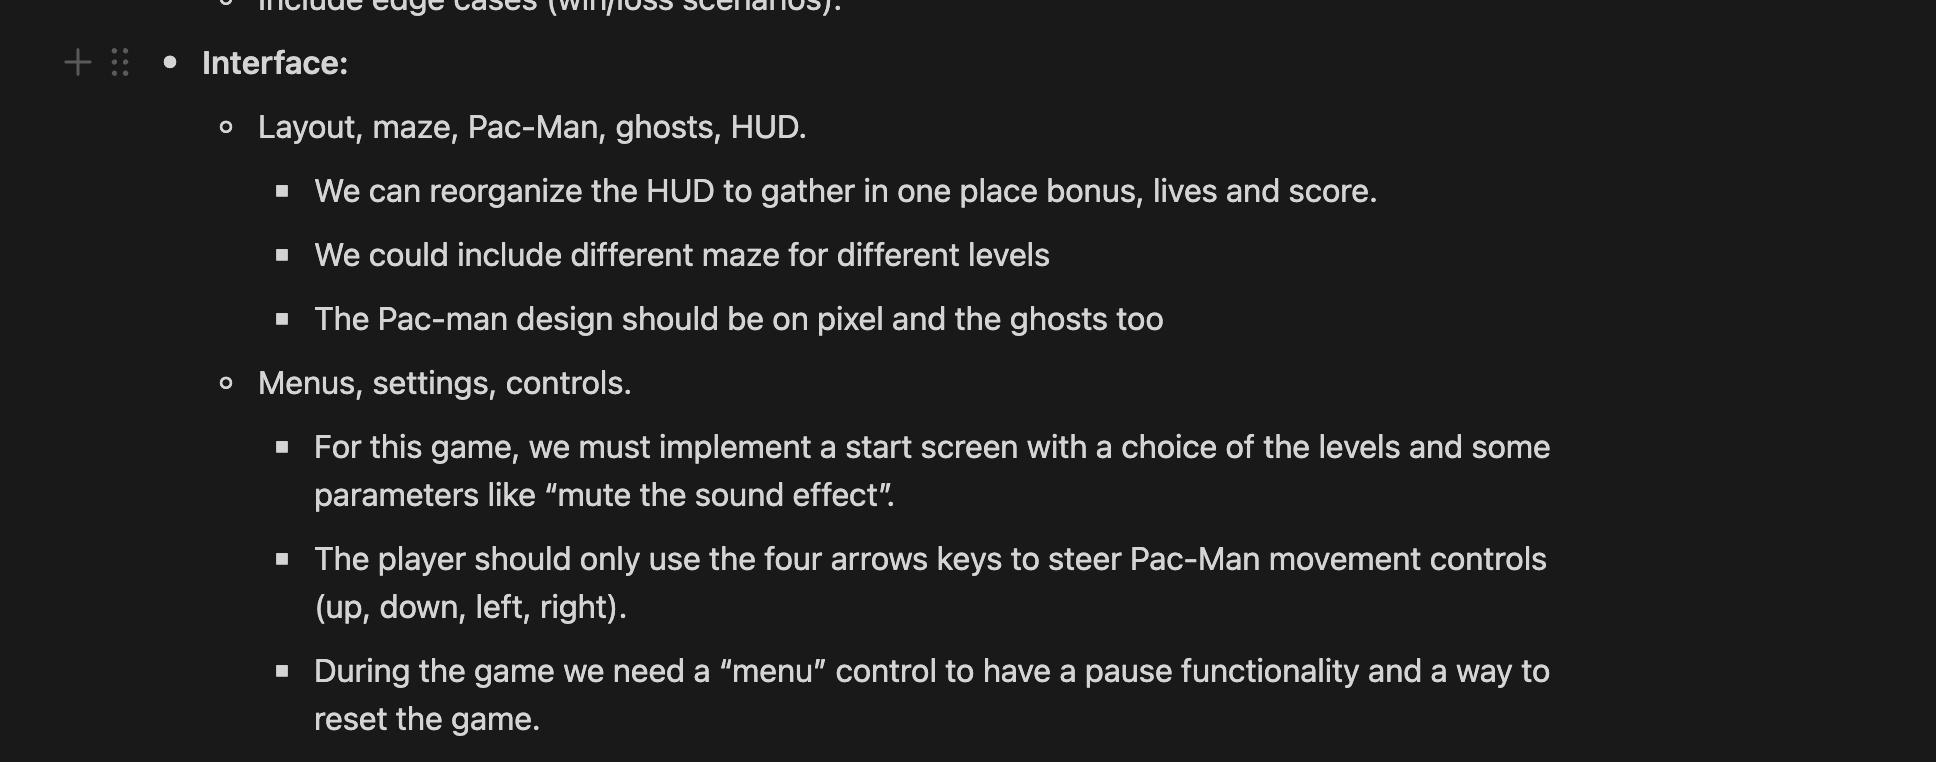 Include edge cases (win/loss scenarios).
Interface:
Layout, maze, Pac-Man, ghosts, HUD.
We can reorganize the HUD to gather in one place bonus, lives and score.
We could include different maze for different levels
The Pac-man design should be on pixel and the ghosts too
Menus, settings, controls.
For this game, we must implement a start screen with a choice of the levels and some
parameters like “mute the sound effect”.
The player should only use the four arrows keys to steer Pac-Man movement controls
(up, down, left, right).
During the game we need a “menu” control to have a pause functionality and a way to
reset the game.